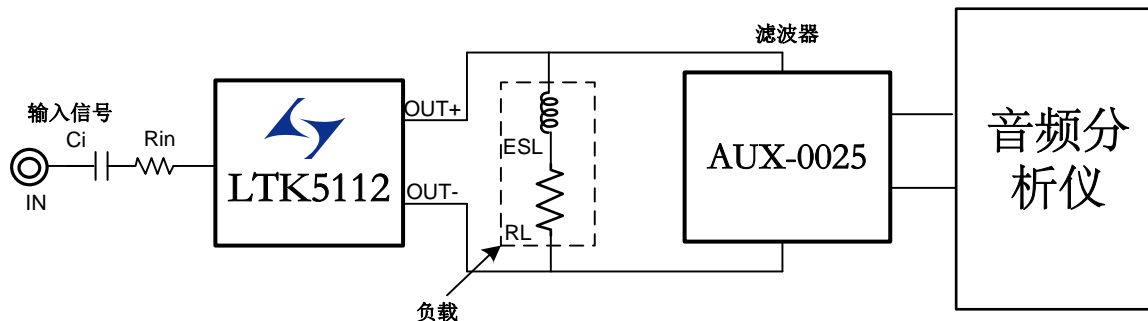 滤波器
输入信号
Ci
Rin
IN
LTK5112
OUT+
OUT-
ESL
RL
负载
AUX-0025
音频分
析仪